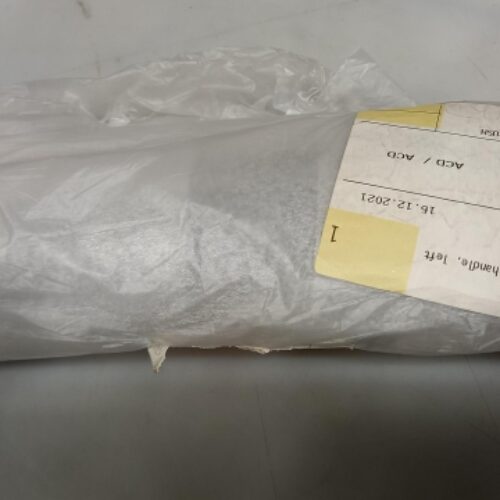 handle, left
1
16.12.2021
ACD / ACD